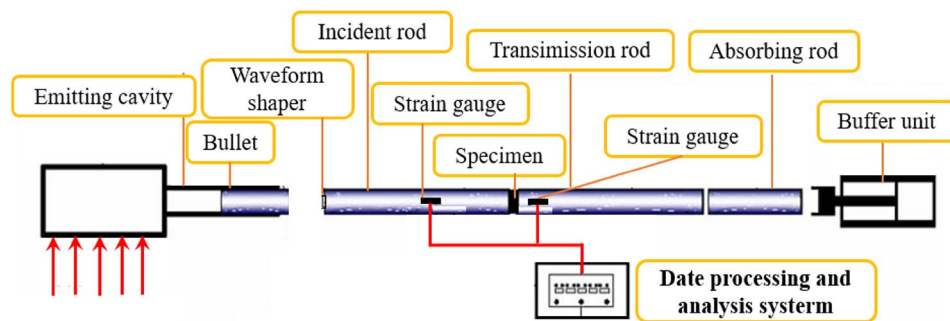 Incident rod
Transimission rod
Absorbing rod
Waveform
shaper
Emitting cavity
Strain gauge
Strain gauge
Buffer unit
Bullet
Specimen
Date processing and
analysis systerm